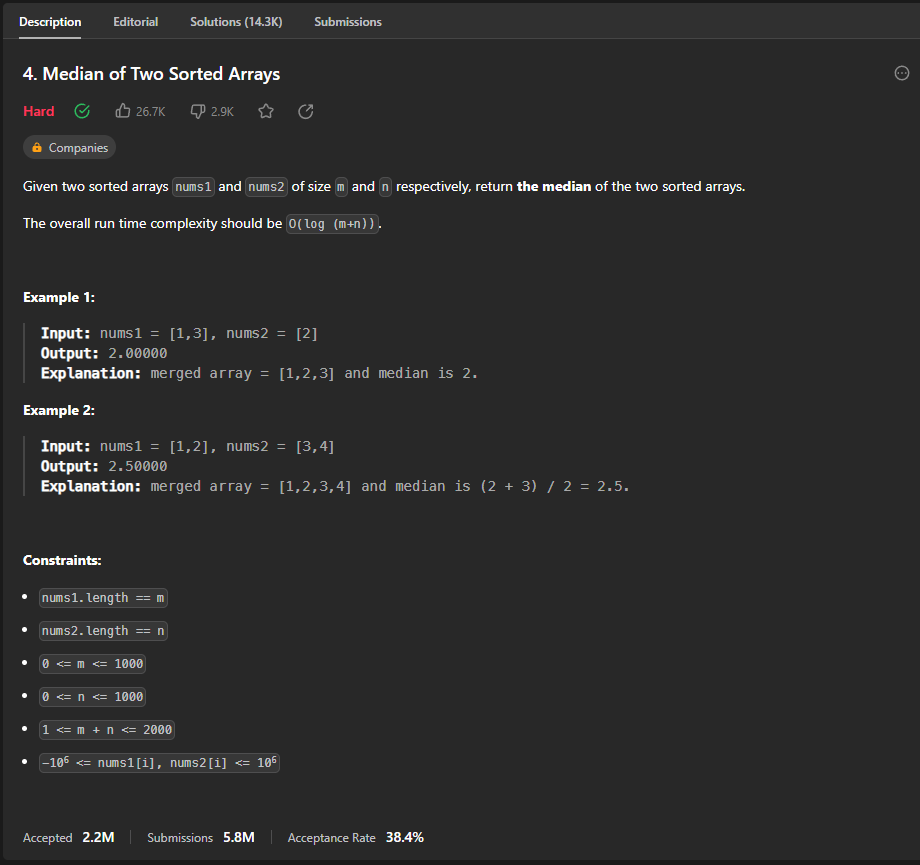 Description Editorial Solutions (14.3K) Submissions
4. Median of Two Sorted Arrays
Hard 26.7K 2.9K
Companies
Given two sorted arrays nums1 and nums2 of size m and n respectively, return the median of the two sorted arrays.
The overall run time complexity should be O(log (m+n)).
Example 1:
Input: nums1 = [1,3], nums2 = [2]
Output: 2.00000
Explanation: merged array = [1,2,3] and median is 2.
Example 2:
Input: nums1 = [1,2], nums2 = [3,4]
Output: 2.50000
Explanation: merged array = [1,2,3,4] and median is (2 + 3) / 2 = 2.5.
Constraints:
• nums1.length == m
• nums2.length == n
• 0 <= m <= 1000
• 0 <= n <= 1000
• 1 <= m + n <= 2000
• -10⁶ <= nums1[i], nums2[i] <= 10⁶
Accepted 2.2M Submissions 5.8M Acceptance Rate 38.4%